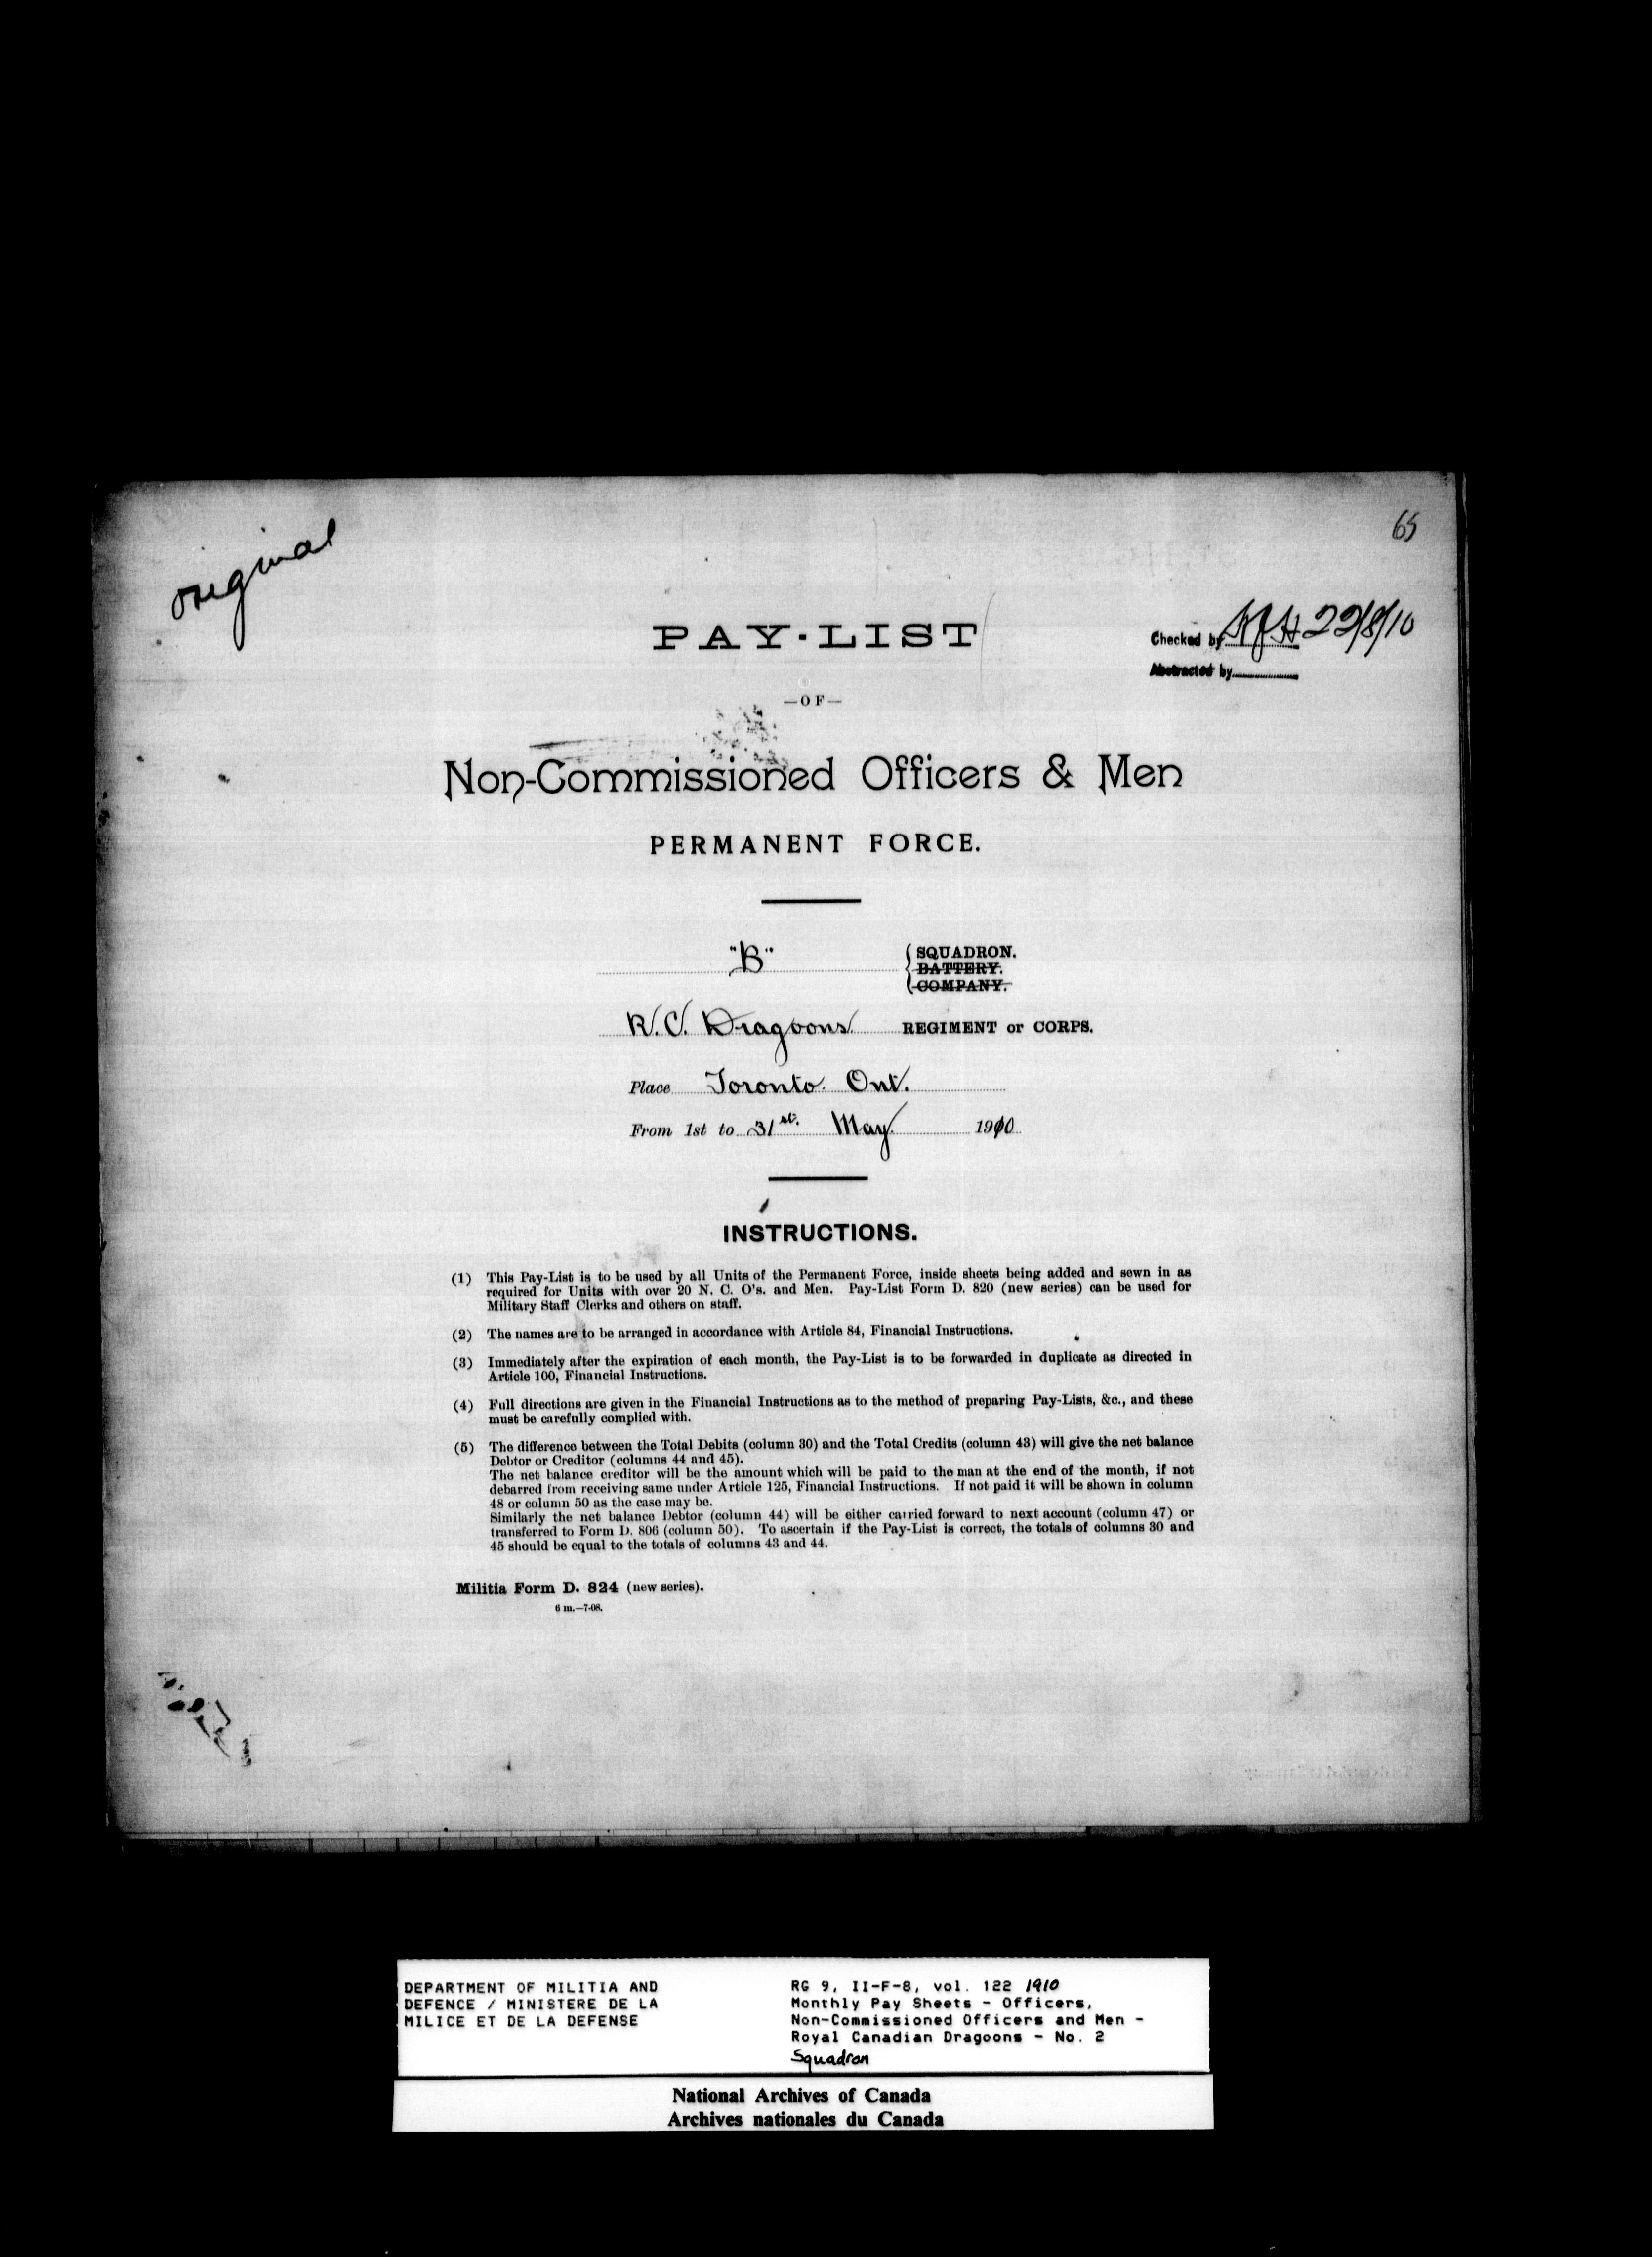 original
65
PAY-LIST
Checked by RJH 22/8/10
Abstracted by
—OF—
Non-Commissioned Officers & Men
PERMANENT FORCE.
"B" SQUADRON.
BATTERY.
COMPANY.
R. C. Dragoons REGIMENT or CORPS.
Place Toronto. Ont.
From 1st to 31st. May 1910
INSTRUCTIONS.
(1) This Pay-List is to be used by all Units of the Permanent Force, inside sheets being added and sewn in as
required for Units with over 20 N. C. O's. and Men. Pay-List Form D. 820 (new series) can be used for
Military Staff Clerks and others on staff.
(2) The names are to be arranged in accordance with Article 84, Financial Instructions.
(3) Immediately after the expiration of each month, the Pay-List is to be forwarded in duplicate as directed in
Article 100, Financial Instructions.
(4) Full directions are given in the Financial Instructions as to the method of preparing Pay-Lists, &c., and these
must be carefully complied with.
(5) The difference between the Total Debits (column 30) and the Total Credits (column 43) will give the net balance
Debtor or Creditor (columns 44 and 45).
The net balance creditor will be the amount which will be paid to the man at the end of the month, if not
debarred from receiving same under Article 125, Financial Instructions. If not paid it will be shown in column
48 or column 50 as the case may be.
Similarly the net balance Debtor (column 44) will be either carried forward to next account (column 47) or
transferred to Form D. 806 (column 50). To ascertain if the Pay-List is correct, the totals of columns 30 and
45 should be equal to the totals of columns 43 and 44.
Militia Form D. 824 (new series).
6 m.—7-08.
DEPARTMENT OF MILITIA AND
DEFENCE / MINISTERE DE LA
MILICE ET DE LA DEFENSE
RG 9, II-F-8, vol. 122 1910
Monthly Pay Sheets - Officers,
Non-Commissioned Officers and Men -
Royal Canadian Dragoons - No. 2
Squadron
National Archives of Canada
Archives nationales du Canada